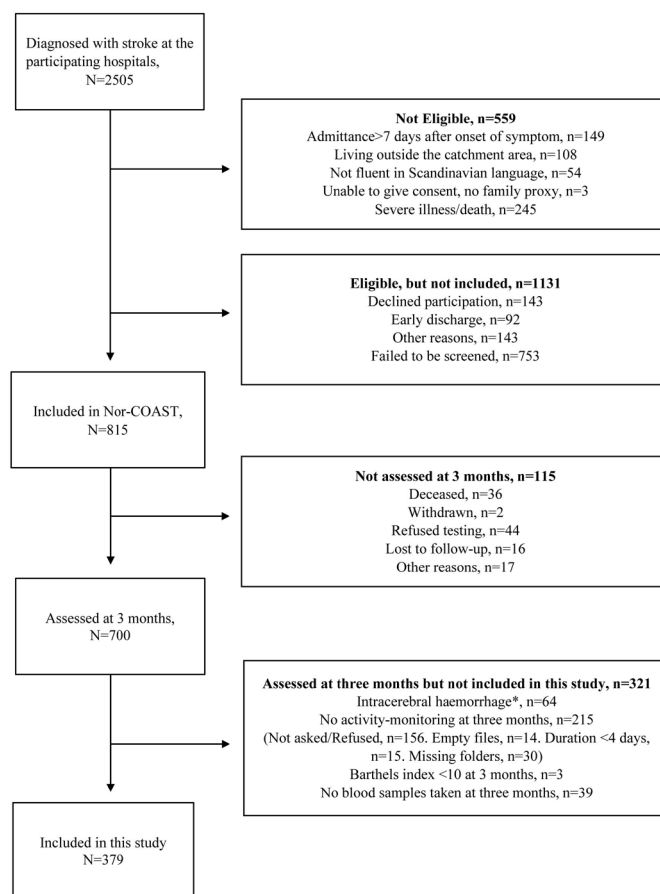 Diagnosed with stroke at the
participating hospitals,
N=2505
Not Eligible, n=559
Admittance>7 days after onset of symptom, n=149
Living outside the catchment area, n=108
Not fluent in Scandinavian language, n=54
Unable to give consent, no family proxy, n=3
Severe illness/death, n=245
Eligible, but not included, n=1131
Declined participation, n=143
Early discharge, n=92
Other reasons, n=143
Failed to be screened, n=753
Included in Nor-COAST,
N=815
Not assessed at 3 months, n=115
Deceased, n=36
Withdrawn, n=2
Refused testing, n=44
Lost to follow-up, n=16
Other reasons, n=17
Assessed at 3 months,
N=700
Assessed at three months but not included in this study, n=321
Intracerebral haemorrhage*, n=64
No activity-monitoring at three months, n=215
(Not asked/Refused, n=156. Empty files, n=14. Duration <4 days,
n=15. Missing folders, n=30)
Barthels index <10 at 3 months, n=3
No blood samples taken at three months, n=39
Included in this study
N=379